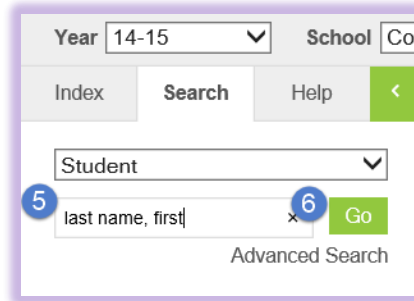 Year 14-15 School Co
Index Search Help
Student
5 last name, first × 6 Go
Advanced Search